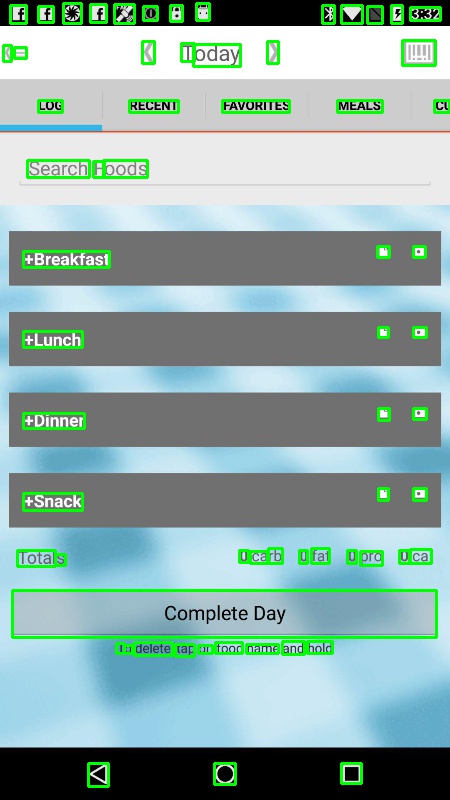 3:32
Today
LOG RECENT FAVORITES MEALS CU
Search Foods
+Breakfast
+Lunch
+Dinner
+Snack
Totals 0 carb 0 fat 0 pro 0 ca
Complete Day
To delete tap on food name and hold